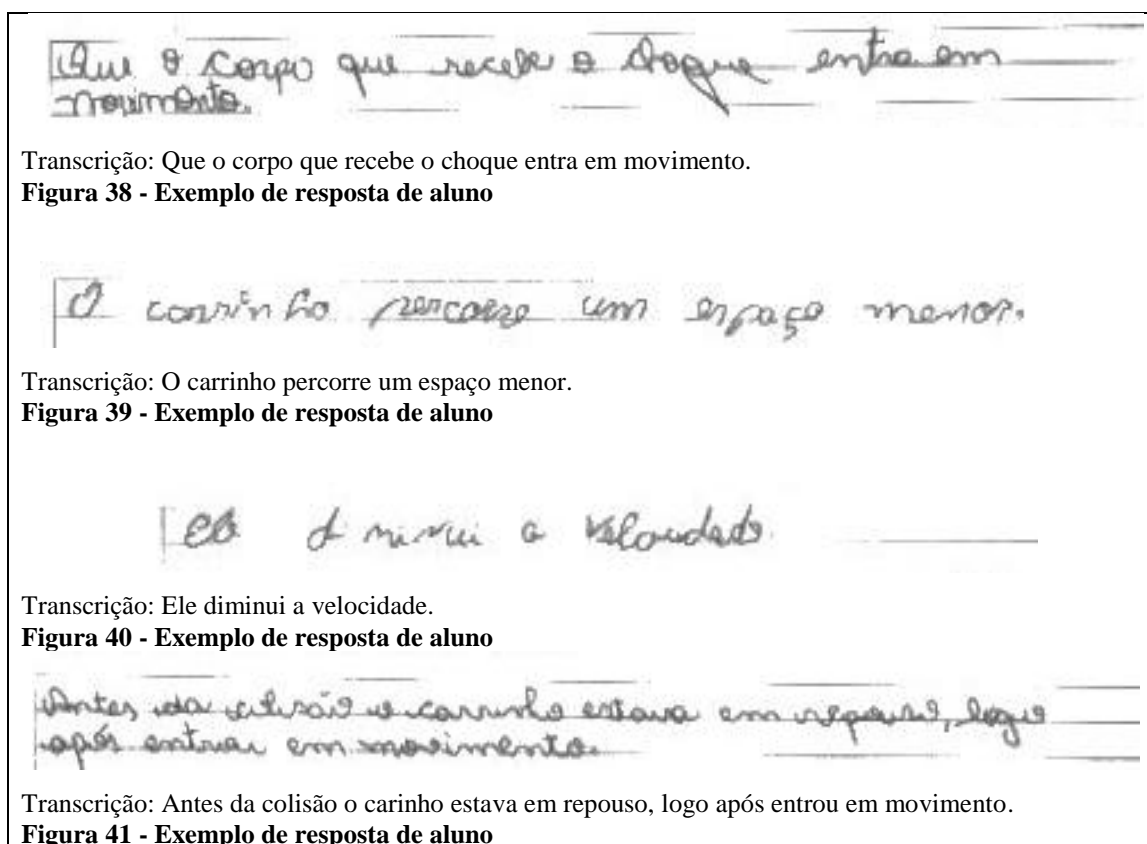 Que o corpo que recebe o choque entra em
movimento.
Transcrição: Que o corpo que recebe o choque entra em movimento.
Figura 38 - Exemplo de resposta de aluno
O carrinho percorre um espaço menor.
Transcrição: O carrinho percorre um espaço menor.
Figura 39 - Exemplo de resposta de aluno
ele diminui a velocidade.
Transcrição: Ele diminui a velocidade.
Figura 40 - Exemplo de resposta de aluno
Antes da colisão o carrinho estava em repouso, logo
após entrou em movimento.
Transcrição: Antes da colisão o carinho estava em repouso, logo após entrou em movimento.
Figura 41 - Exemplo de resposta de aluno